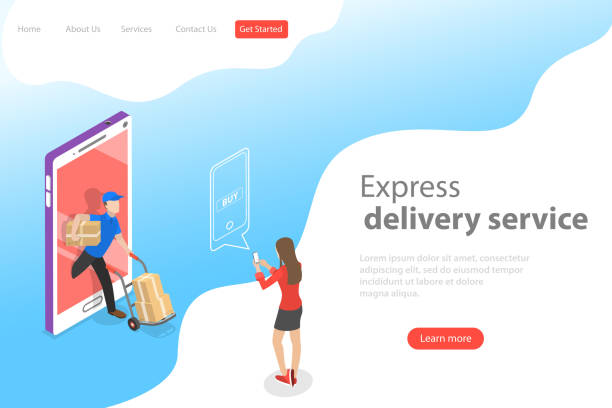 Home About Us Services Contact Us Get Started
BUY
Express
delivery service
Lorem ipsum dolor sit amet,
consectetur adipiscing elit, sed do eiusmod
tempor incididunt ut labore et dolore
magna aliqua.
Learn more